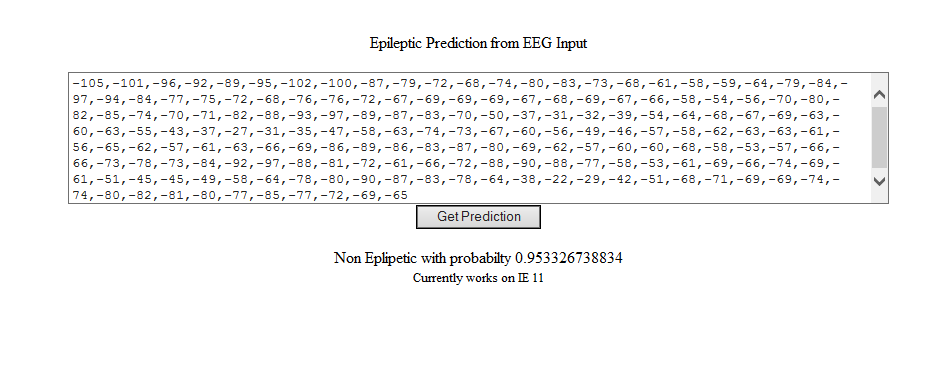 Epileptic Prediction from EEG Input
-105,-101,-96,-92,-89,-95,-102,-100,-87,-79,-72,-68,-74,-80,-83,-73,-68,-61,-58,-59,-64,-79,-84,-
97,-94,-84,-77,-75,-72,-68,-76,-76,-72,-67,-69,-69,-69,-67,-68,-69,-67,-66,-58,-54,-56,-70,-80,-
82,-85,-74,-70,-71,-82,-88,-93,-97,-89,-87,-83,-70,-50,-37,-31,-32,-39,-54,-64,-68,-67,-69,-63,-
60,-63,-55,-43,-37,-27,-31,-35,-47,-58,-63,-74,-73,-67,-60,-56,-49,-46,-57,-58,-62,-63,-63,-61,-
56,-65,-62,-57,-61,-63,-66,-69,-86,-89,-86,-86,-83,-87,-80,-69,-62,-57,-60,-60,-68,-58,-53,-57,-66,-
66,-73,-78,-73,-84,-92,-97,-88,-81,-72,-61,-66,-72,-88,-90,-88,-77,-58,-53,-61,-69,-66,-74,-69,-
61,-51,-45,-45,-49,-58,-64,-78,-80,-90,-87,-83,-78,-64,-38,-22,-29,-42,-51,-68,-71,-69,-69,-74,-
74,-80,-82,-81,-80,-77,-85,-77,-72,-69,-65
Get Prediction
Non Eplipetic with probabilty 0.953326738834
Currently works on IE 11